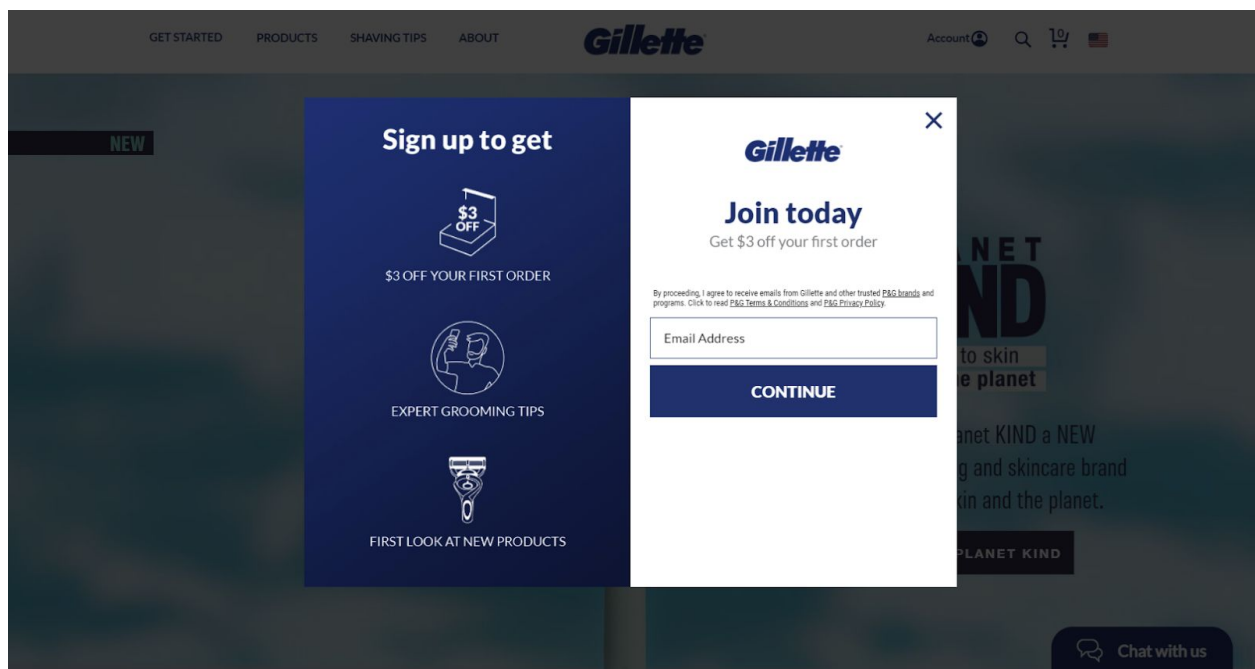 GET STARTED PRODUCTS SHAVING TIPS ABOUT Gillette Account 0
NEW
Sign up to get
$3
OFF
$3 OFF YOUR FIRST ORDER
EXPERT GROOMING TIPS
FIRST LOOK AT NEW PRODUCTS
Gillette
Join today
Get $3 off your first order
By proceeding, I agree to receive emails from Gillette and other trusted P&G brands and
programs. Click to read P&G Terms & Conditions and P&G Privacy Policy.
Email Address
CONTINUE
to skin
planet
KIND a NEW
and skincare brand
and the planet.
PLANET KIND
Chat with us